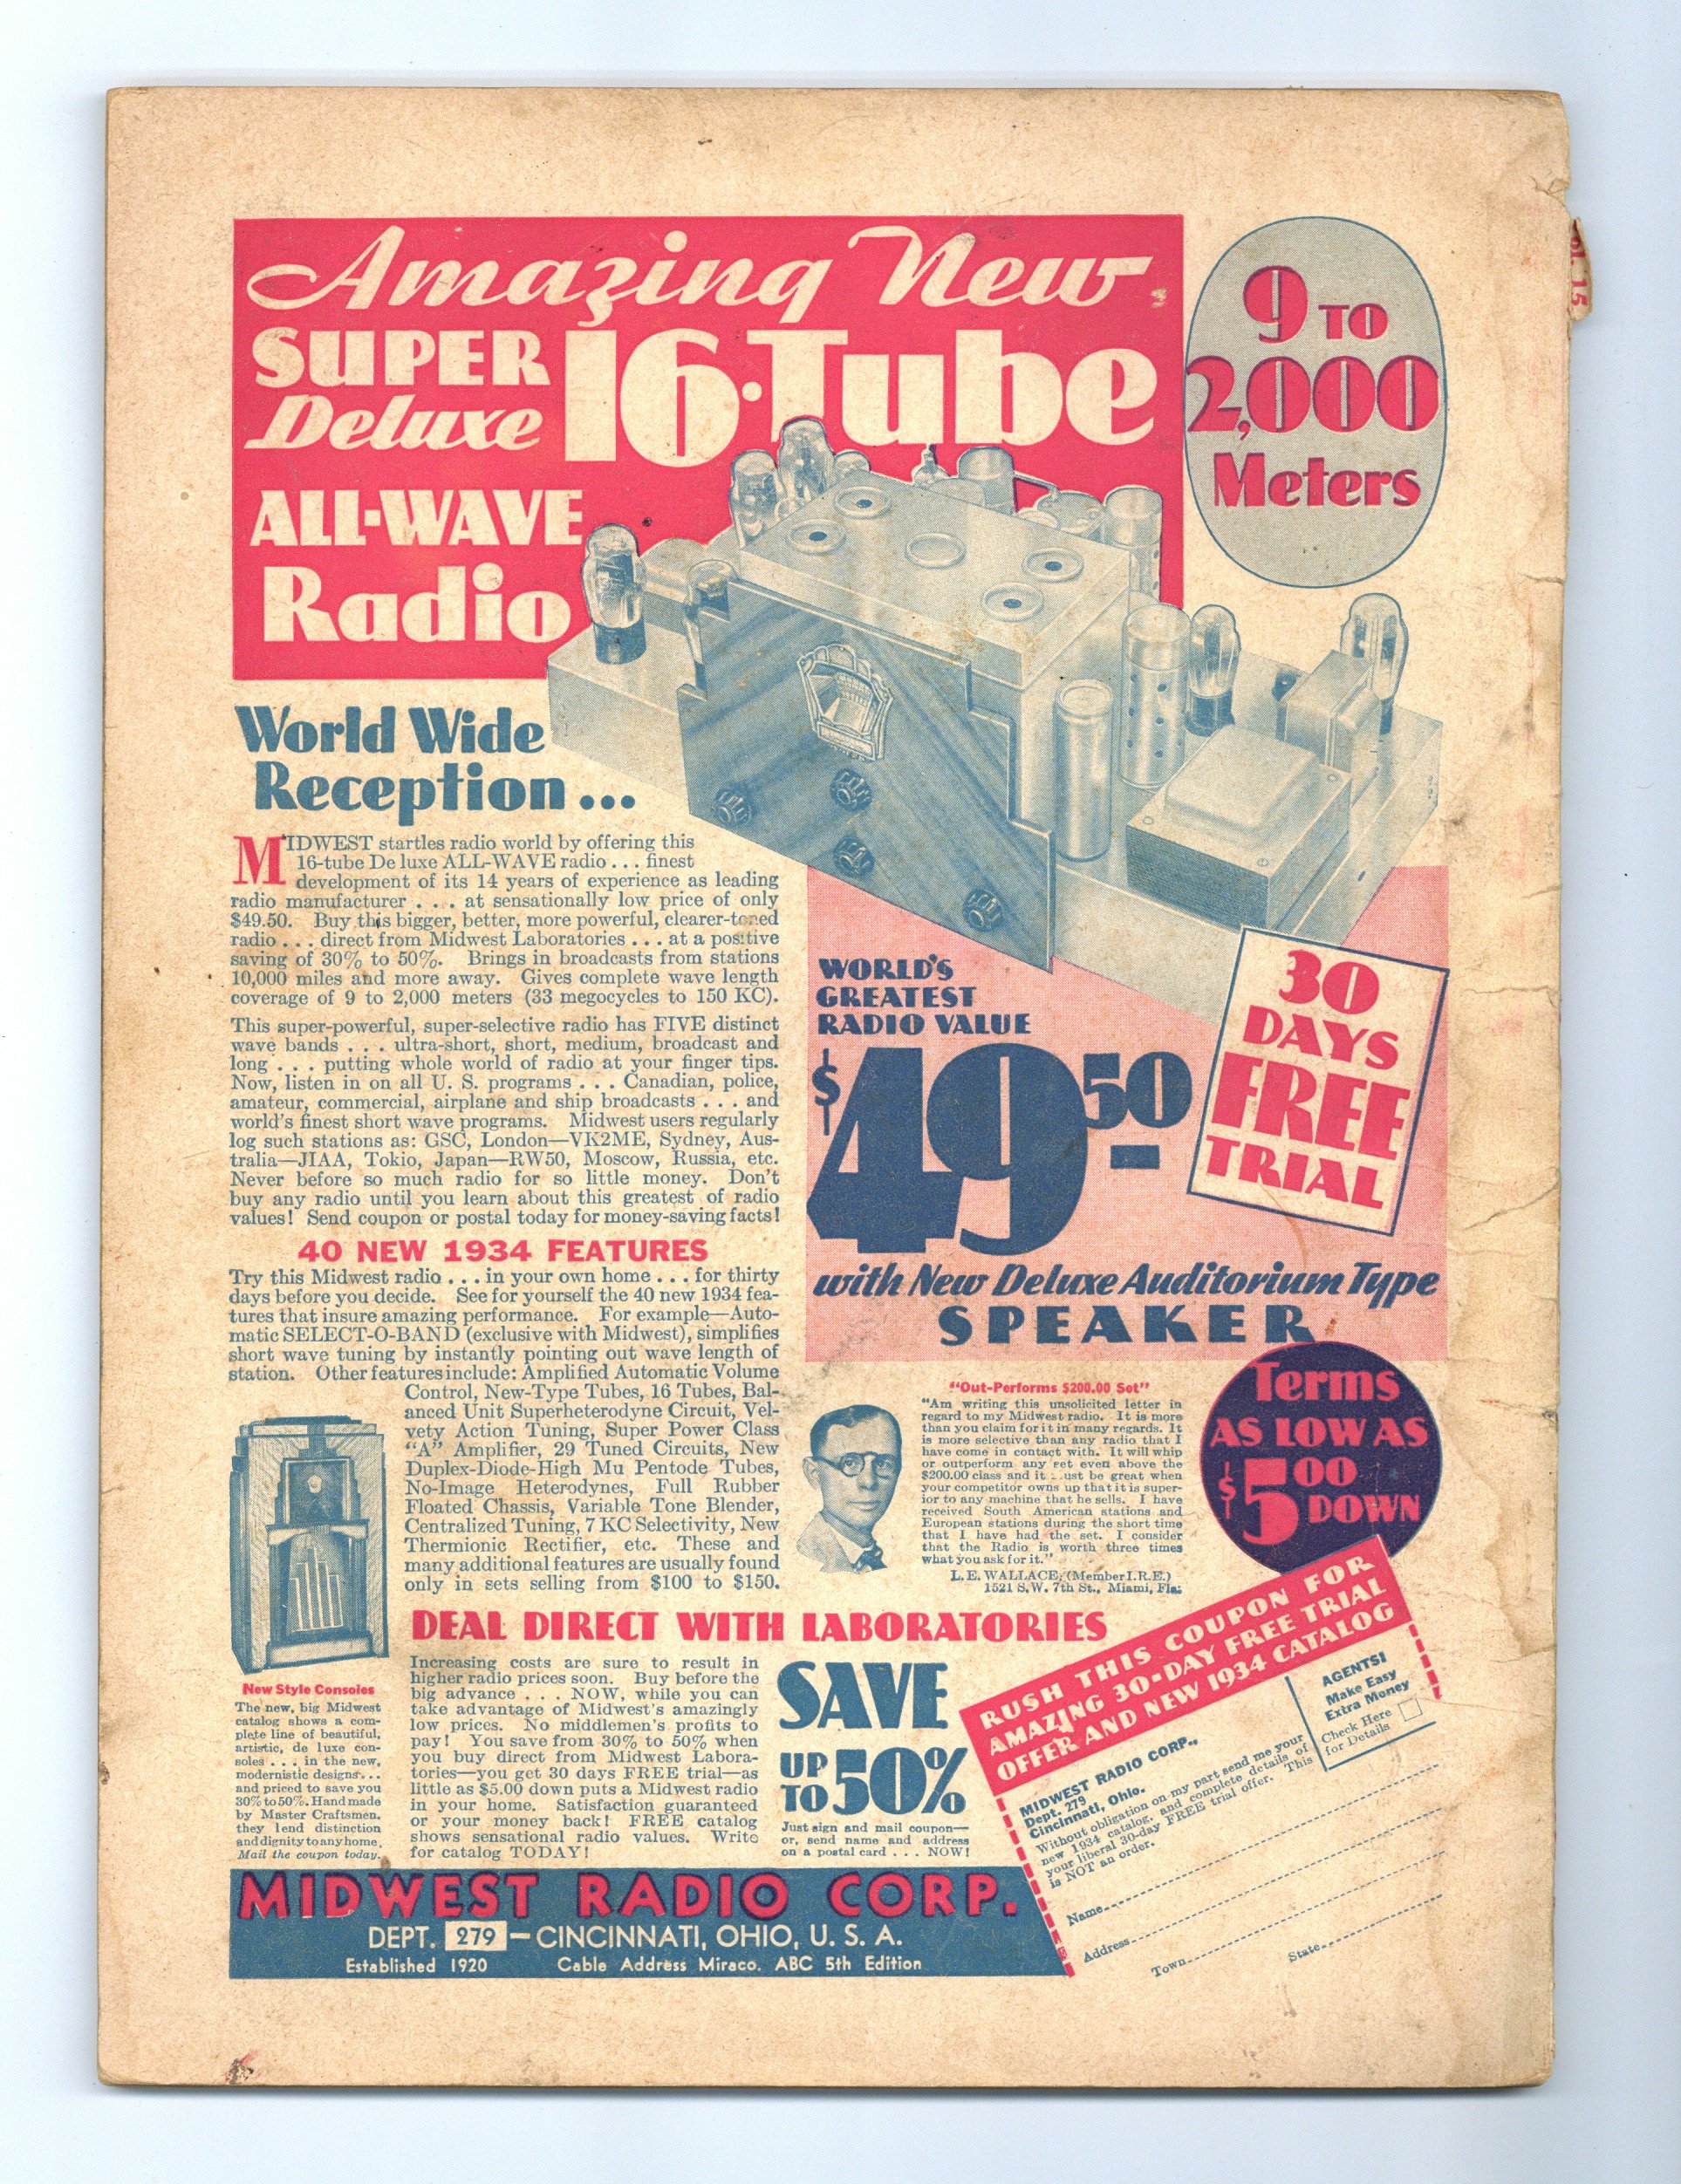 Amazing New
SUPER
Deluxe
16-Tube
ALL-WAVE
Radio
9 TO
2,000
Meters
ol. 15
World Wide
Reception...
MIDWEST startles radio world by offering this
16-tube De luxe ALL-WAVE radio . . . finest
development of its 14 years of experience as leading
radio manufacturer . . . at sensationally low price of only
$49.50. Buy this bigger, better, more powerful, clearer-toned
radio . . . direct from Midwest Laboratories . . . at a positive
saving of 30% to 50%. Brings in broadcasts from stations
10,000 miles and more away. Gives complete wave length
coverage of 9 to 2,000 meters (33 megocycles to 150 KC).
This super-powerful, super-selective radio has FIVE distinct
wave bands . . . ultra-short, short, medium, broadcast and
long . . . putting whole world of radio at your finger tips.
Now, listen in on all U. S. programs . . . Canadian, police,
amateur, commercial, airplane and ship broadcasts . . . and
world's finest short wave programs. Midwest users regularly
log such stations as: GSC, London—VK2ME, Sydney, Aus-
tralia—JIAA, Tokio, Japan—RW50, Moscow, Russia, etc.
Never before so much radio for so little money. Don't
buy any radio until you learn about this greatest of radio
values! Send coupon or postal today for money-saving facts!
40 NEW 1934 FEATURES
Try this Midwest radio . . . in your own home . . . for thirty
days before you decide. See for yourself the 40 new 1934 fea-
tures that insure amazing performance. For example—Auto-
matic SELECT-O-BAND (exclusive with Midwest), simplifies
short wave tuning by instantly pointing out wave length of
station. Other features include: Amplified Automatic Volume
Control, New-Type Tubes, 16 Tubes, Bal-
anced Unit Superheterodyne Circuit, Vel-
vety Action Tuning, Super Power Class
"A" Amplifier, 29 Tuned Circuits, New
Duplex-Diode-High Mu Pentode Tubes,
No-Image Heterodynes, Full Rubber
Floated Chassis, Variable Tone Blender,
Centralized Tuning, 7 KC Selectivity, New
Thermionic Rectifier, etc. These and
many additional features are usually found
only in sets selling from $100 to $150.
WORLD'S
GREATEST
RADIO VALUE
$49.50
with New Deluxe Auditorium Type
SPEAKER
30
DAYS
FREE
TRIAL
"Out-Performs $200.00 Set"
"Am writing this unsolicited letter in
regard to my Midwest radio. It is more
than you claim for it in many regards. It
is more selective than any radio that I
have come in contact with. It will whip
or outperform any set even above the
$200.00 class and it ust be great when
your competitor owns up that it is super-
ior to any machine that he sells. I have
received South American stations and
European stations during the short time
that I have had the set. I consider
that the Radio is worth three times
what you ask for it."
L. E. WALLACE, (Member I.R.E.)
1521 S. W. 7th St., Miami, Fla.
Terms
AS LOW AS
$5.00
DOWN
New Style Consoles
The new, big Midwest
catalog shows a com-
plete line of beautiful,
artistic, de luxe con-
soles . . . in the new,
modernistic designs . . .
and priced to save you
30% to 50%. Hand made
by Master Craftsmen,
they lend distinction
and dignity to any home.
Mail the coupon today.
DEAL DIRECT WITH LABORATORIES
Increasing costs are sure to result in
higher radio prices soon. Buy before the
big advance . . . NOW, while you can
take advantage of Midwest's amazingly
low prices. No middlemen's profits to
pay! You save from 30% to 50% when
you buy direct from Midwest Labora-
tories—you get 30 days FREE trial—as
little as $5.00 down puts a Midwest radio
in your home. Satisfaction guaranteed
or your money back! FREE catalog
shows sensational radio values. Write
for catalog TODAY!
SAVE
UP TO 50%
Just sign and mail coupon—
or, send name and address
on a postal card . . . NOW!
RUSH THIS COUPON FOR
AMAZING 30-DAY FREE TRIAL
OFFER AND NEW 1934 CATALOG
MIDWEST RADIO CORP.,
Dept. 279
Cincinnati, Ohio.
Without obligation on my part send me your
new 1934 catalog, and complete details of
your liberal 30-day FREE trial offer. This
is NOT an order.
AGENTS!
Make Easy
Extra Money
Check Here
for Details
Name
Address
Town State
MIDWEST RADIO CORP.
DEPT. 279 — CINCINNATI, OHIO, U. S. A.
Established 1920 Cable Address Miraco. ABC 5th Edition